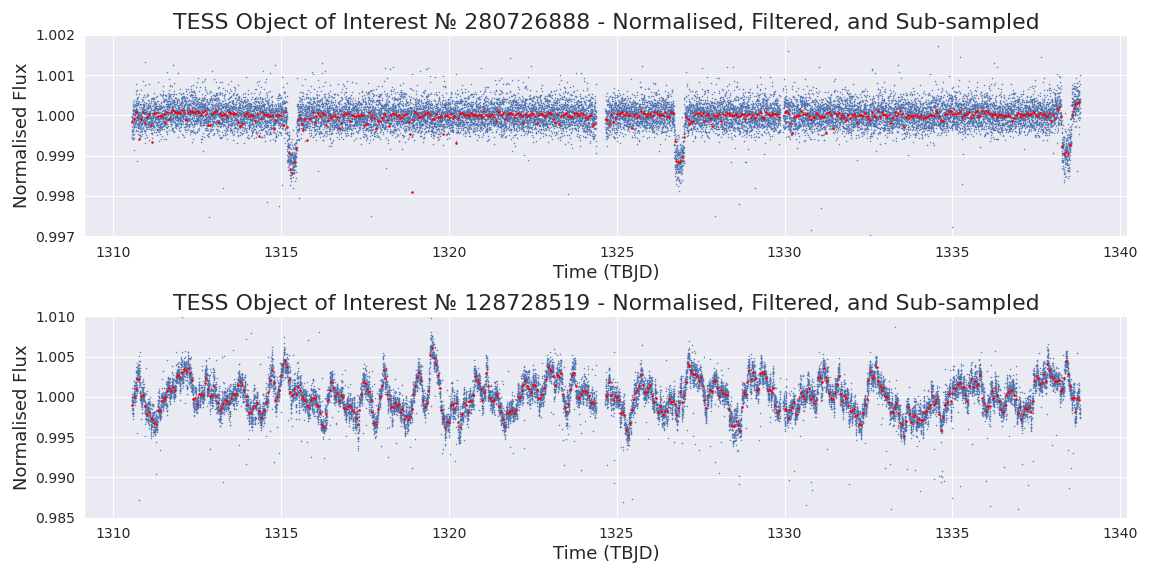 TESS Object of Interest № 280726888 - Normalised, Filtered, and Sub-sampled
1.002
1.001
1.000
0.999
0.998
0.997
Normalised Flux
1310 1315 1320 1325 1330 1335 1340
Time (TBJD)
TESS Object of Interest № 128728519 - Normalised, Filtered, and Sub-sampled
1.010
1.005
1.000
0.995
0.990
0.985
Normalised Flux
1310 1315 1320 1325 1330 1335 1340
Time (TBJD)